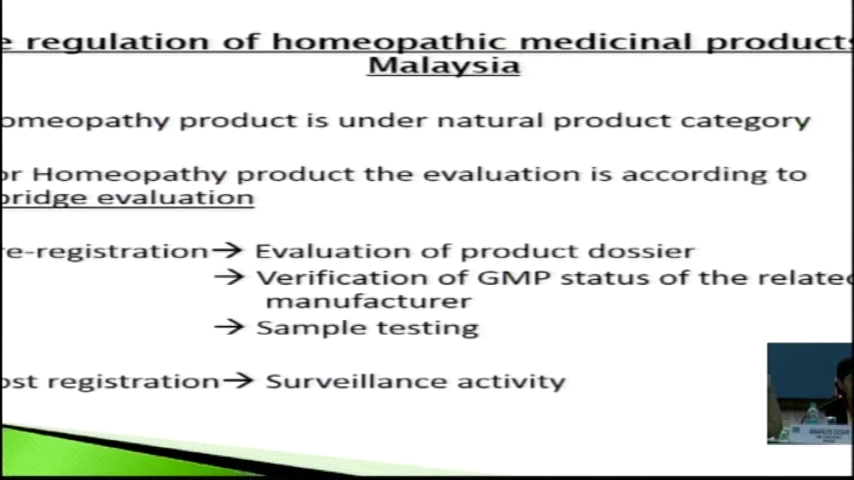 e regulation of homeopathic medicinal products
Malaysia
omeopathy product is under natural product category
or Homeopathy product the evaluation is according to
bridge evaluation
re-registration→ Evaluation of product dossier
→ Verification of GMP status of the related
manufacturer
→ Sample testing
ost registration→ Surveillance activity